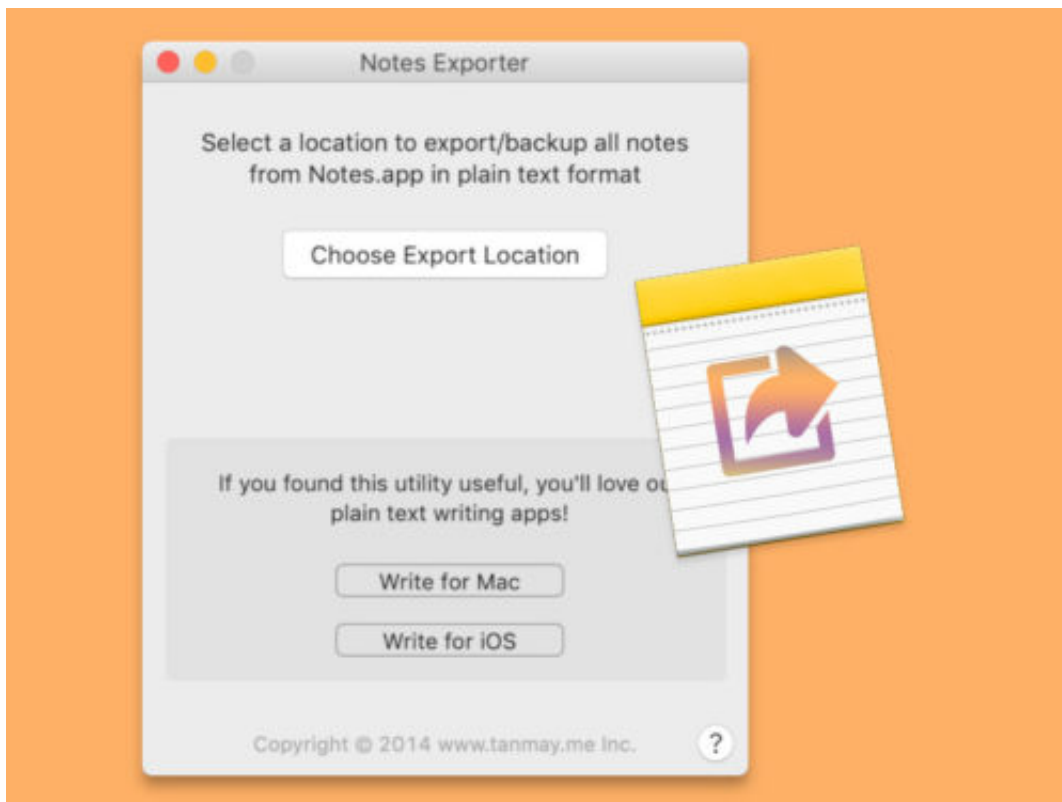 Notes Exporter
Select a location to export/backup all notes
from Notes.app in plain text format
Choose Export Location
If you found this utility useful, you'll love
plain text writing apps!
Write for Mac
Write for iOS
Copyright © 2014 www.tanmay.me Inc.
?